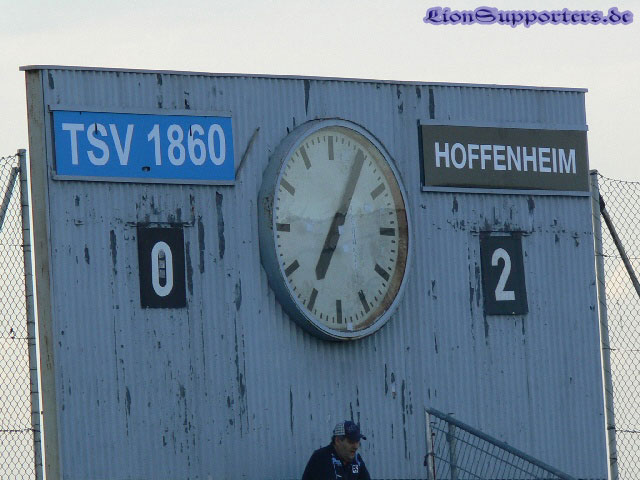 LionSupporters.de
TSV 1860
HOFFENHEIM
0
2